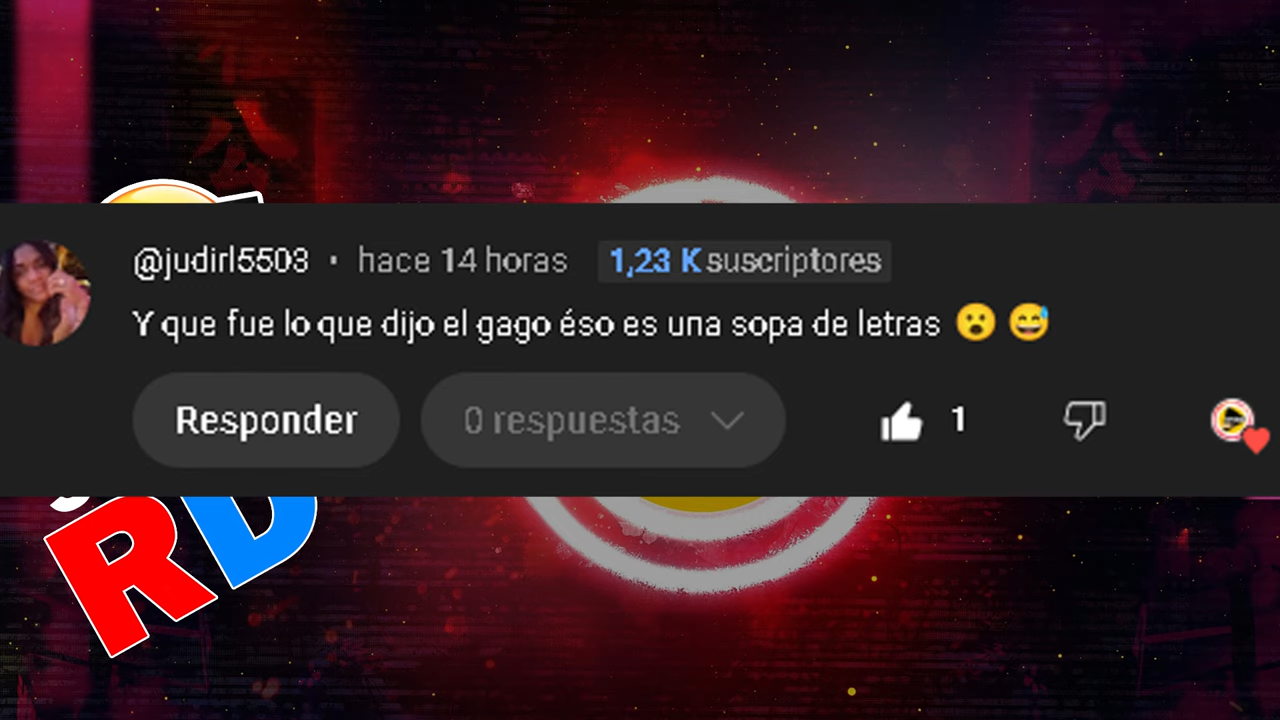 @judirl5503 · hace 14 horas 1,23 K suscriptores
Y que fue lo que dijo el gago éso es una sopa de letras 😮 😅
Responder 0 respuestas 1
RD